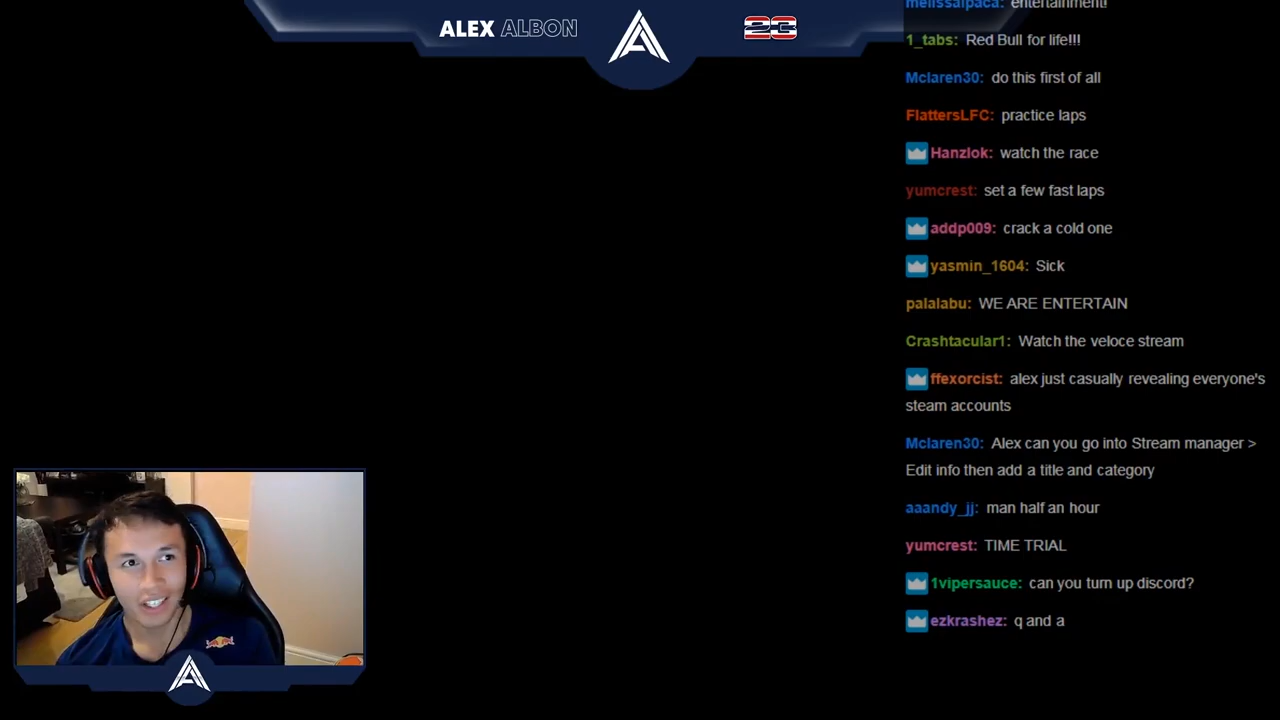 ALEX ALBON
23
melissalpaca: entertainment!
1_tabs: Red Bull for life!!!
Mclaren30: do this first of all
FlattersLFC: practice laps
Hanzlok: watch the race
yumcrest: set a few fast laps
addp009: crack a cold one
yasmin_1604: Sick
palalabu: WE ARE ENTERTAIN
Crashtacular1: Watch the veloce stream
ffexorcist: alex just casually revealing everyone's
steam accounts
Mclaren30: Alex can you go into Stream manager >
Edit info then add a title and category
aaandy_jj: man half an hour
yumcrest: TIME TRIAL
1vipersauce: can you turn up discord?
ezkrashez: q and a